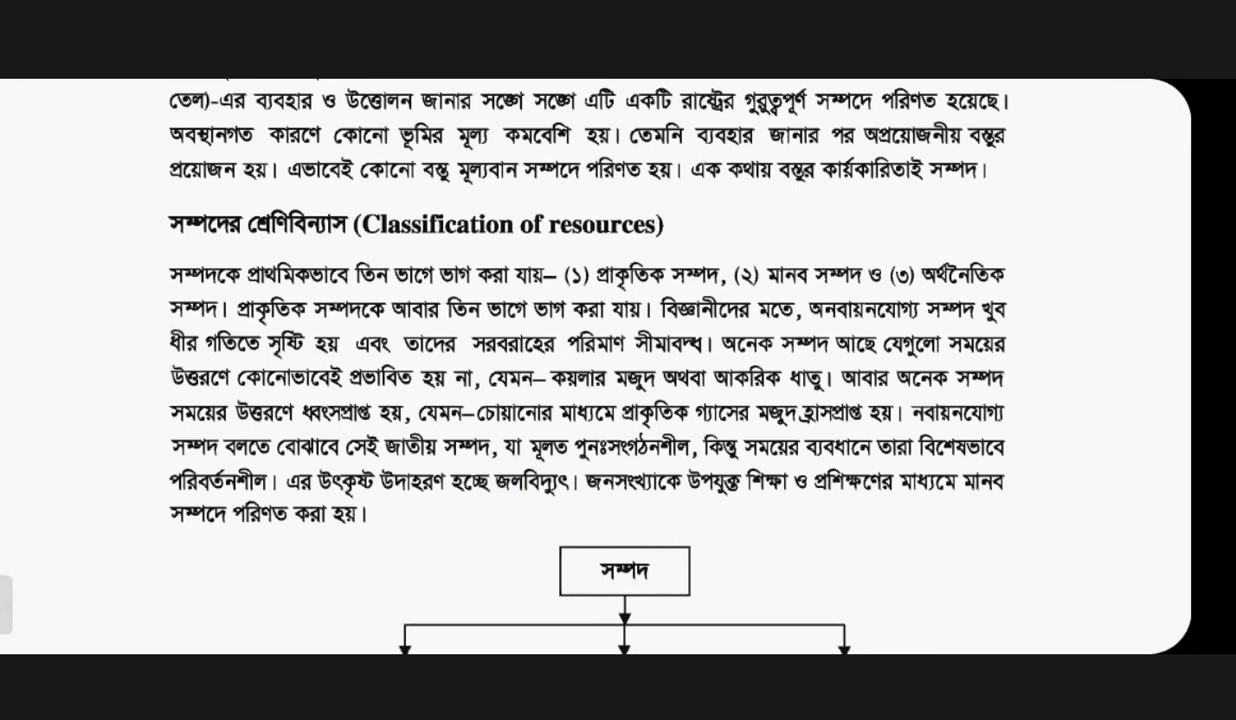 তেল)-এর ব্যবহার ও উত্তোলন জানার সঙ্গে সঙ্গে এটি একটি রাষ্ট্রের গুরুত্বপূর্ণ সম্পদে পরিণত হয়েছে।
অবস্থানগত কারণে কোনো ভূমির মূল্য কমবেশি হয়। তেমনি ব্যবহার জানার পর অপ্রয়োজনীয় বস্তুর
প্রয়োজন হয়। এভাবেই কোনো বস্তু মূল্যবান সম্পদে পরিণত হয়। এক কথায় বস্তুর কার্যকারিতাই সম্পদ।
সম্পদের শ্রেণিবিন্যাস (Classification of resources)
সম্পদকে প্রাথমিকভাবে তিন ভাগে ভাগ করা যায়– (১) প্রাকৃতিক সম্পদ, (২) মানব সম্পদ ও (৩) অর্থনৈতিক
সম্পদ। প্রাকৃতিক সম্পদকে আবার তিন ভাগে ভাগ করা যায়। বিজ্ঞানীদের মতে, অনবায়নযোগ্য সম্পদ খুব
ধীর গতিতে সৃষ্টি হয় এবং তাদের সরবরাহের পরিমাণ সীমাবদ্ধ। অনেক সম্পদ আছে যেগুলো সময়ের
উত্তরণে কোনোভাবেই প্রভাবিত হয় না, যেমন– কয়লার মজুদ অথবা আকরিক ধাতু। আবার অনেক সম্পদ
সময়ের উত্তরণে ধ্বংসপ্রাপ্ত হয়, যেমন–চোয়ানোর মাধ্যমে প্রাকৃতিক গ্যাসের মজুদ হ্রাসপ্রাপ্ত হয়। নবায়নযোগ্য
সম্পদ বলতে বোঝাবে সেই জাতীয় সম্পদ, যা মূলত পুনঃসংগঠনশীল, কিন্তু সময়ের ব্যবধানে তারা বিশেষভাবে
পরিবর্তনশীল। এর উৎকৃষ্ট উদাহরণ হচ্ছে জলবিদ্যুৎ। জনসংখ্যাকে উপযুক্ত শিক্ষা ও প্রশিক্ষণের মাধ্যমে মানব
সম্পদে পরিণত করা হয়।
সম্পদ